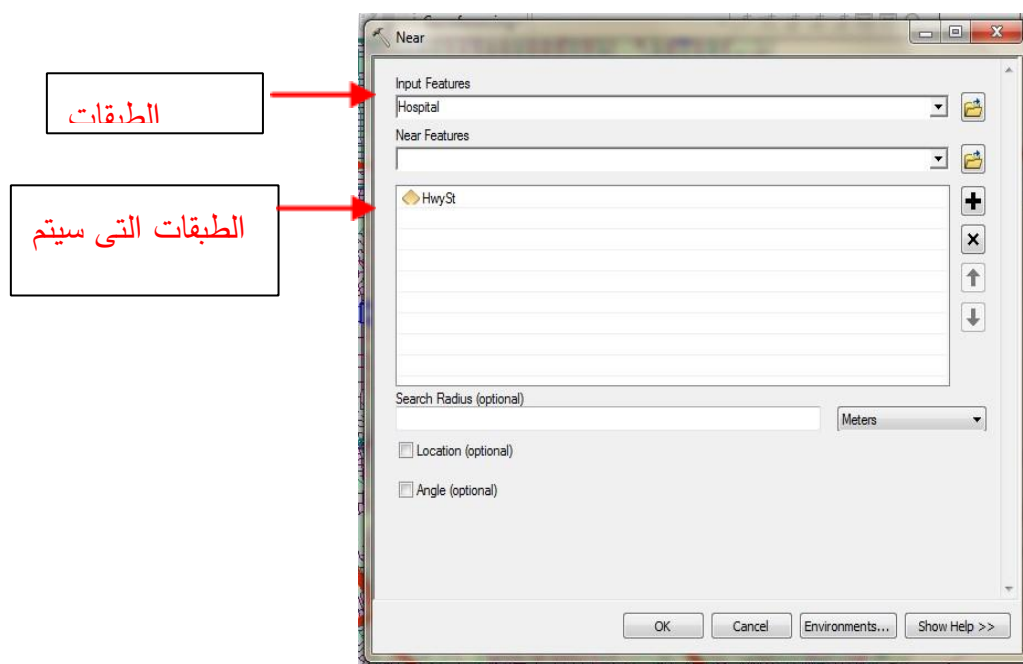 Near
الطبقات
Input Features
Hospital
Near Features
الطبقات التى سيتم
HwySt
Search Radius (optional)
Meters
Location (optional)
Angle (optional)
OK
Cancel
Environments...
Show Help >>